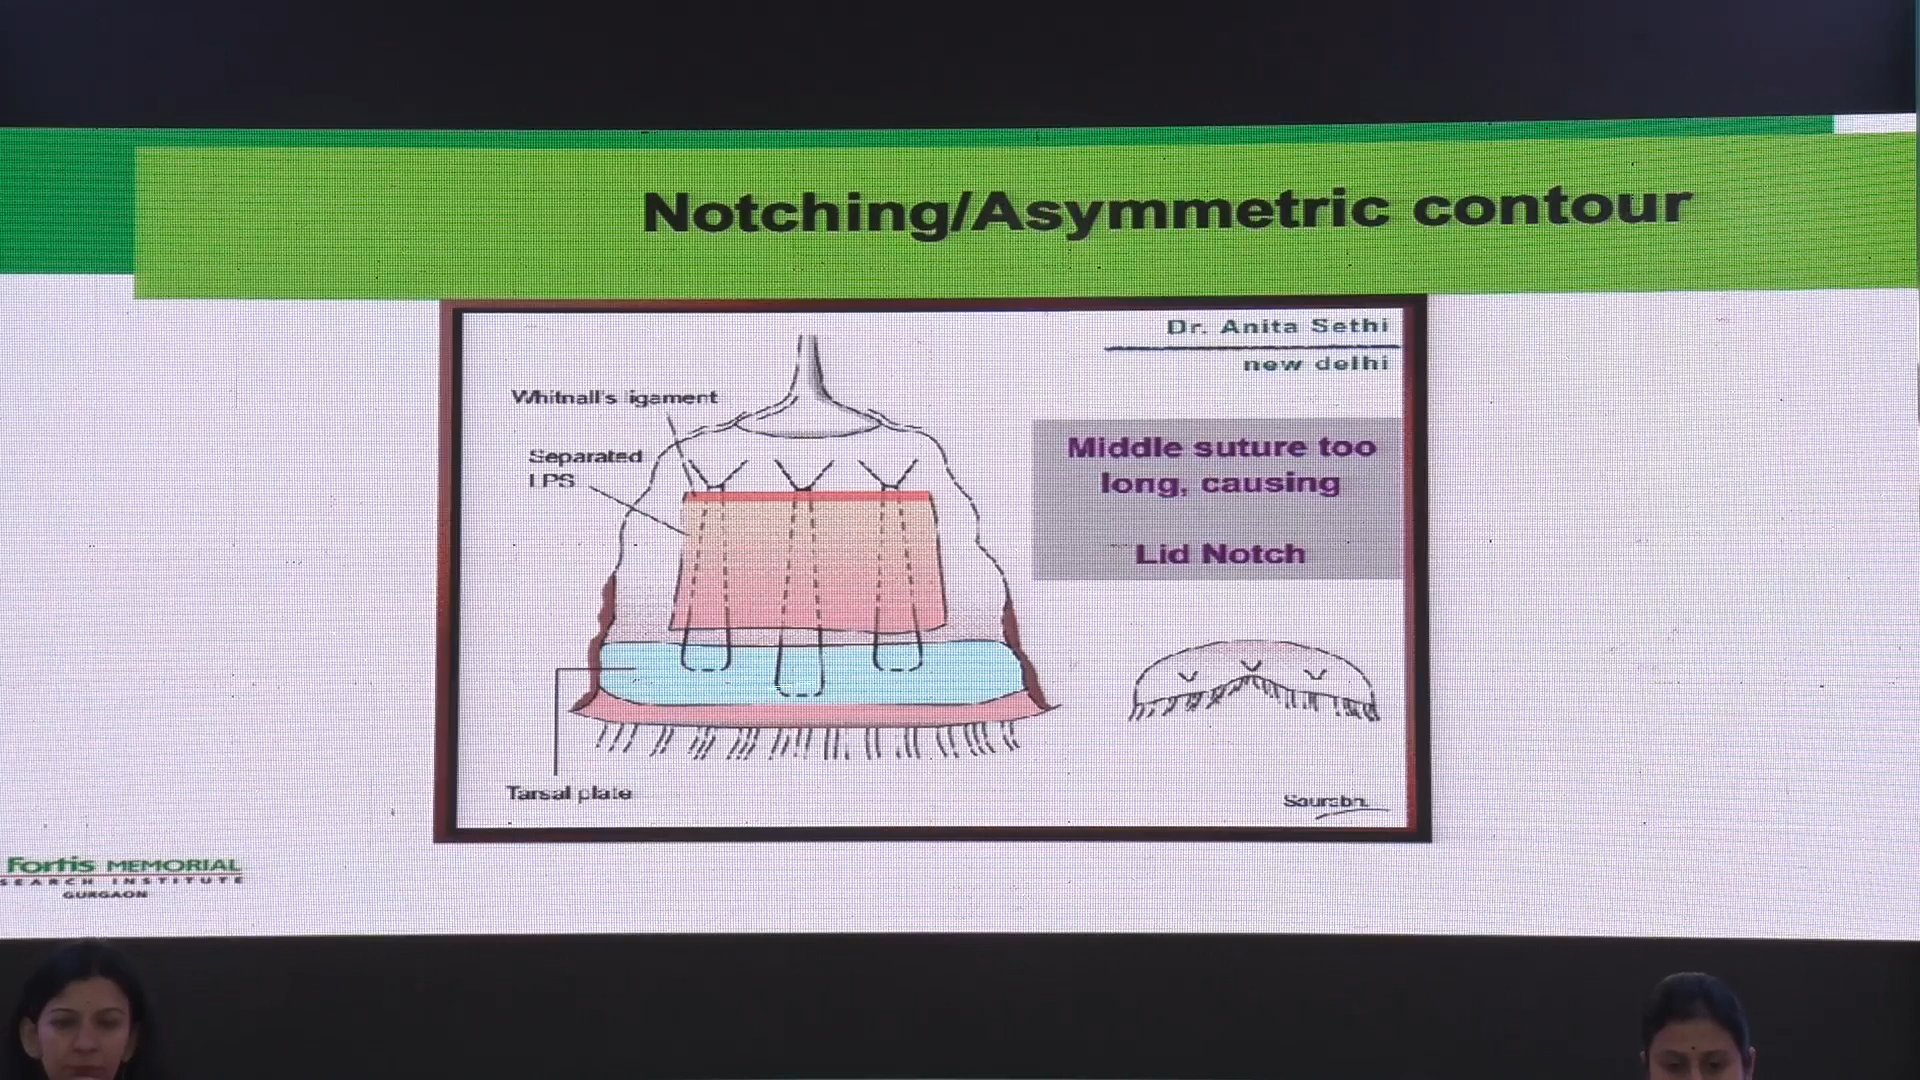 Notching/Asymmetric contour
Dr. Anita Sethi
new delhi
Whitnall's ligament
Separated
LPS
Middle suture too
long, causing
Lid Notch
Tarsal plate
Saurabh
Fortis MEMORIAL
SEARCH INSTITUTE
GURGAON